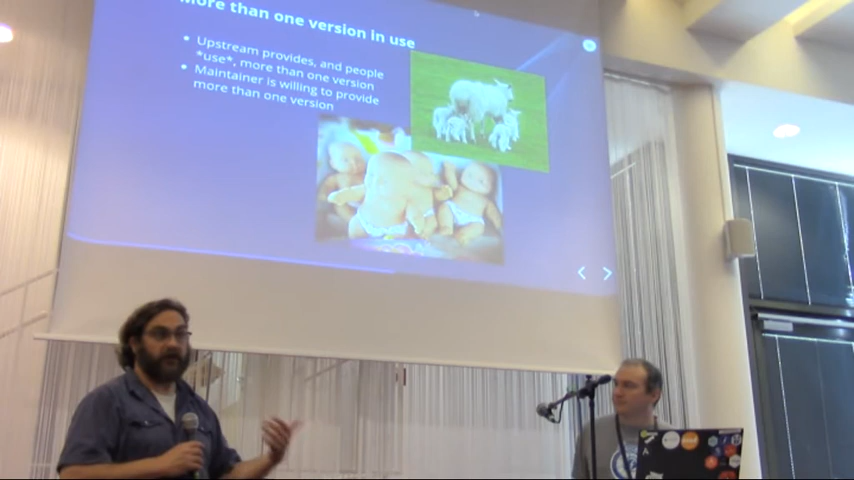 More than one version in use
Upstream provides, and people
*use*, more than one version
Maintainer is willing to provide
more than one version